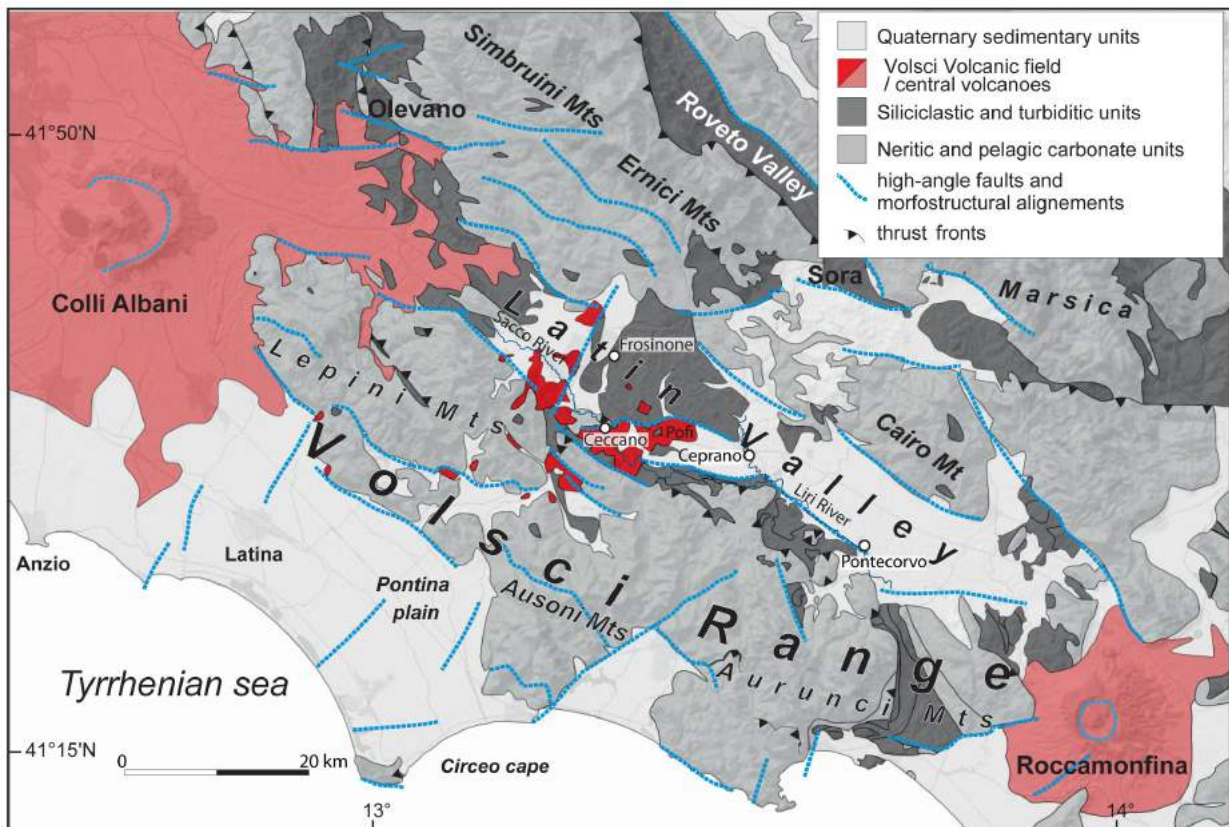 Quaternary sedimentary units
Volsci Volcanic field
/ central volcanoes
Siliciclastic and turbiditic units
Neritic and pelagic carbonate units
high-angle faults and
morfostructural alignements
thrust fronts
Simbruini Mts
Olevano
Roveto Valley
41°50'N
Ernici Mts
Colli Albani
Sora
Marsica
Latin Valley
Sacco River
Frosinone
Lepini Mts
Ceccano
Pofi
Ceprano
Cairo Mt
Liri River
Volsci Range
Anzio
Latina
Pontecorvo
Pontina
plain
Ausoni Mts
Tyrrhenian sea
Aurunci Mts
41°15'N
0 20 km
Circeo cape
Roccamonfina
13°
14°